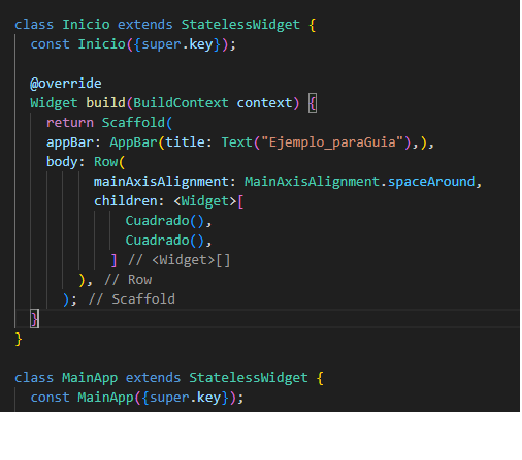 class Inicio extends StatelessWidget {
const Inicio({super.key});
@override
Widget build(BuildContext context) {
return Scaffold(
appBar: AppBar(title: Text("Ejemplo_paraGuia"),),
body: Row(
mainAxisAlignment: MainAxisAlignment.spaceAround,
children: <Widget>[
Cuadrado(),
Cuadrado(),
] // <Widget>[]
), // Row
); // Scaffold
}
}
class MainApp extends StatelessWidget {
const MainApp({super.key});